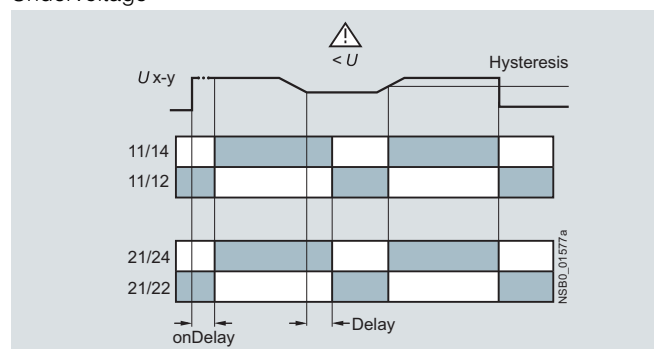 Undervoltage
< U
Hysteresis
U x-y
11/14
11/12
21/24
21/22
NSB0_01577a
onDelay
Delay